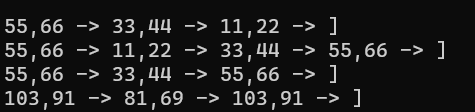 55,66 -> 33,44 -> 11,22 -> ]
55,66 -> 11,22 -> 33,44 -> 55,66 -> ]
55,66 -> 33,44 -> 55,66 -> ]
103,91 -> 81,69 -> 103,91 -> ]